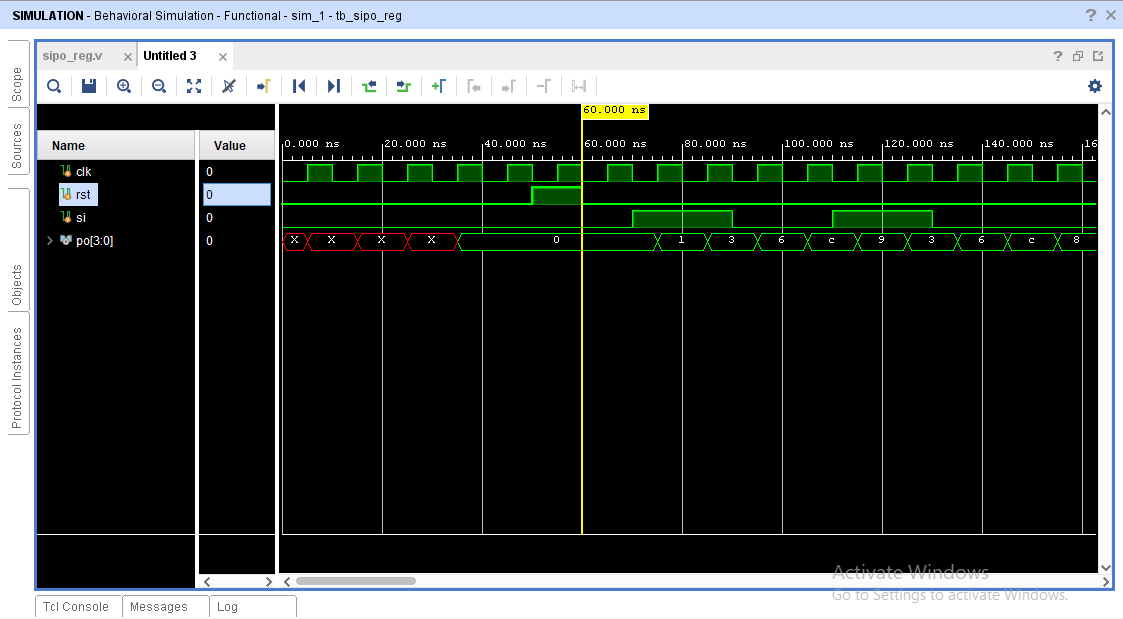 SIMULATION - Behavioral Simulation - Functional - sim_1 - tb_sipo_reg
? ×
Scope
Sources
Objects
Protocol Instances
sipo_reg.v × Untitled 3 ×
?
60.000 ns
Name Value
0.000 ns 20.000 ns 40.000 ns 60.000 ns 80.000 ns 100.000 ns 120.000 ns 140.000 ns 16
clk 0
rst 0
si 0
po[3:0] 0 X X X X 0 1 3 6 c 9 3 6 c 8
Activate Windows
Go to Settings to activate Windows.
Tcl Console Messages Log